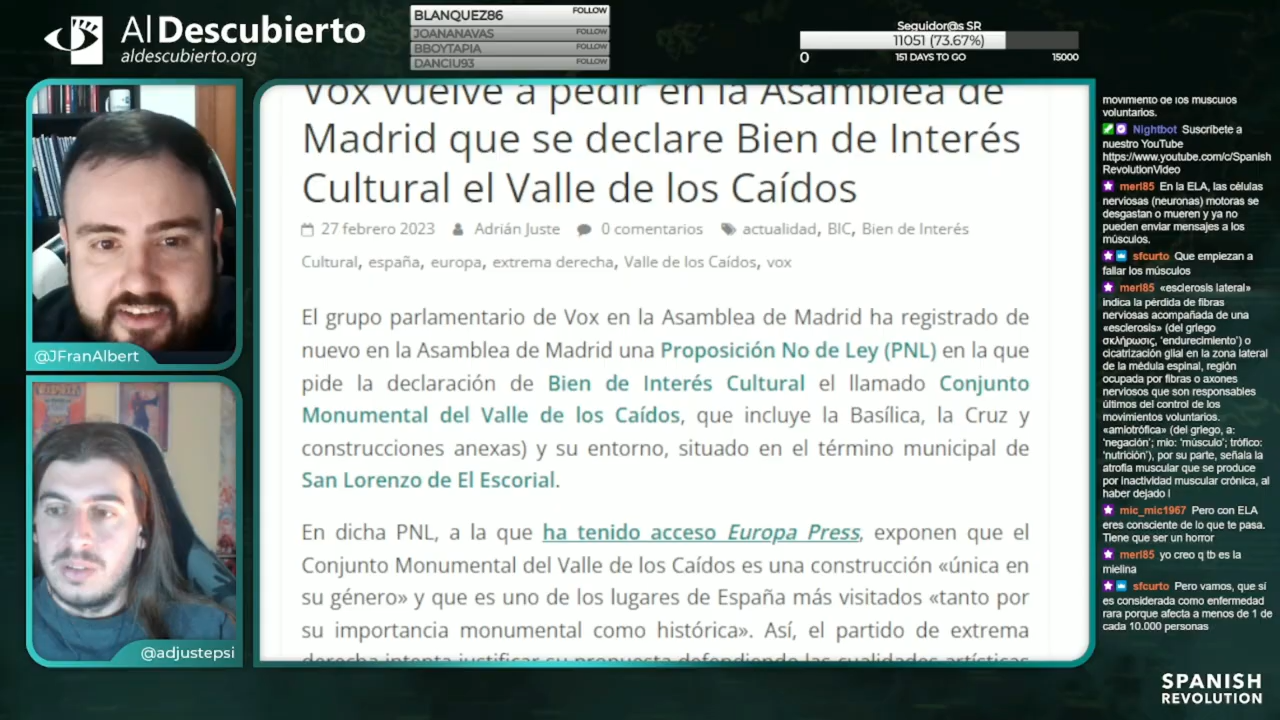 Al Descubierto
aldescubierto.org
BLANQUEZ86 FOLLOW
JOANANAVAS FOLLOW
BBOYTAPIA FOLLOW
DANCIU93 FOLLOW
Seguidor@s SR
11051 (73.67%)
0 151 DAYS TO GO 15000
@JFranAlbert
@adjustepsi
Vox vuelve a pedir en la Asamblea de
Madrid que se declare Bien de Interés
Cultural el Valle de los Caídos
27 febrero 2023 Adrián Juste 0 comentarios actualidad, BIC, Bien de Interés
Cultural, españa, europa, extrema derecha, Valle de los Caídos, vox
El grupo parlamentario de Vox en la Asamblea de Madrid ha registrado de
nuevo en la Asamblea de Madrid una Proposición No de Ley (PNL) en la que
pide la declaración de Bien de Interés Cultural el llamado Conjunto
Monumental del Valle de los Caídos, que incluye la Basílica, la Cruz y
construcciones anexas) y su entorno, situado en el término municipal de
San Lorenzo de El Escorial.
En dicha PNL, a la que ha tenido acceso Europa Press, exponen que el
Conjunto Monumental del Valle de los Caídos es una construcción «única en
su género» y que es uno de los lugares de España más visitados «tanto por
su importancia monumental como histórica». Así, el partido de extrema
derecha intenta justificar su propuesta defendiendo las cualidades artísticas
movimiento de los músculos
voluntarios.
Nightbot Suscríbete a
nuestro YouTube
https://www.youtube.com/c/Spanish
RevolutionVideo
merl85 En la ELA, las células
nerviosas (neuronas) motoras se
desgastan o mueren y ya no
pueden enviar mensajes a los
músculos.
sfcurto Que empiezan a
fallar los músculos
merl85 «esclerosis lateral»
indica la pérdida de fibras
nerviosas acompañada de una
«esclerosis» (del griego
σκλήρωσις, 'endurecimiento') o
cicatrización glial en la zona lateral
de la médula espinal, región
ocupada por fibras o axones
nerviosos que son responsables
últimos del control de los
movimientos voluntarios.
«amiotrófica» (del griego, a:
'negación'; mio: 'músculo'; trófico:
'nutrición'), por su parte, señala la
atrofia muscular que se produce
por inactividad muscular crónica, al
haber dejado l
mic_mic1967 Pero con ELA
eres consciente de lo que te pasa.
Tiene que ser un horror
merl85 yo creo q tb es la
mielina
sfcurto Pero vamos, que sí
es considerada como enfermedad
rara porque afecta a menos de 1 de
cada 10.000 personas
SPANISH
REVOLUTION